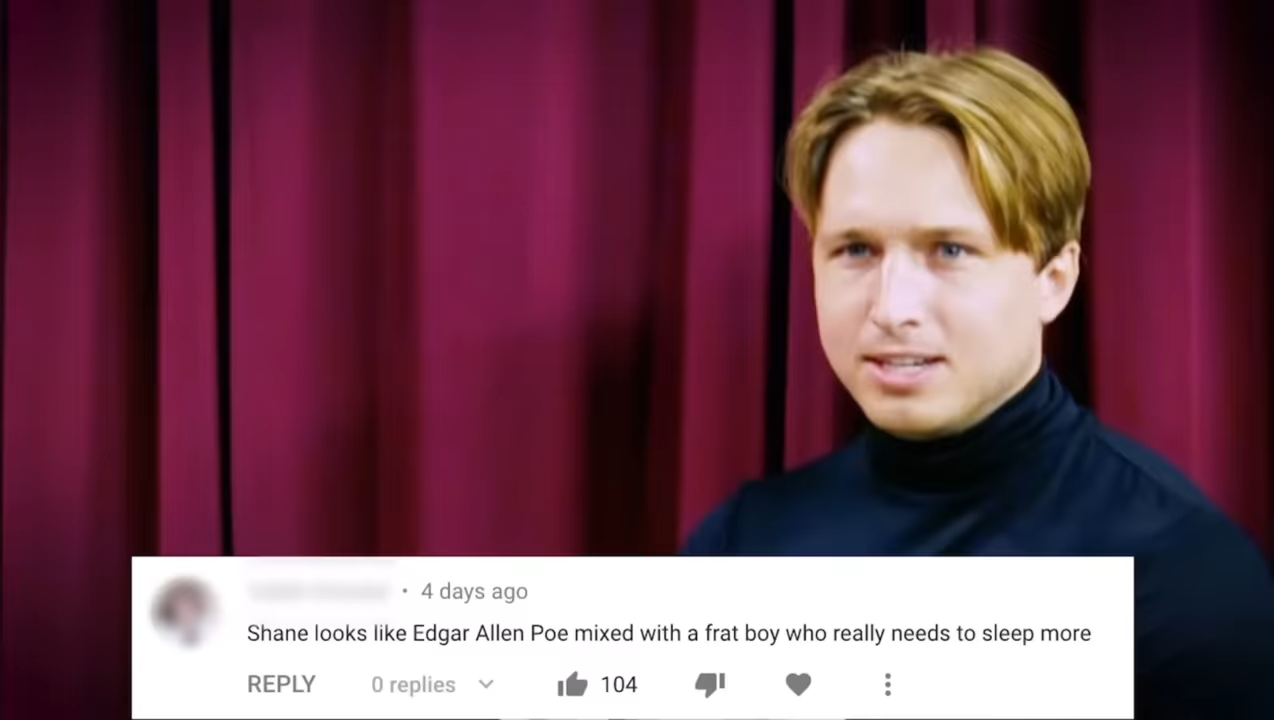 · 4 days ago
Shane looks like Edgar Allen Poe mixed with a frat boy who really needs to sleep more
REPLY 0 replies 104